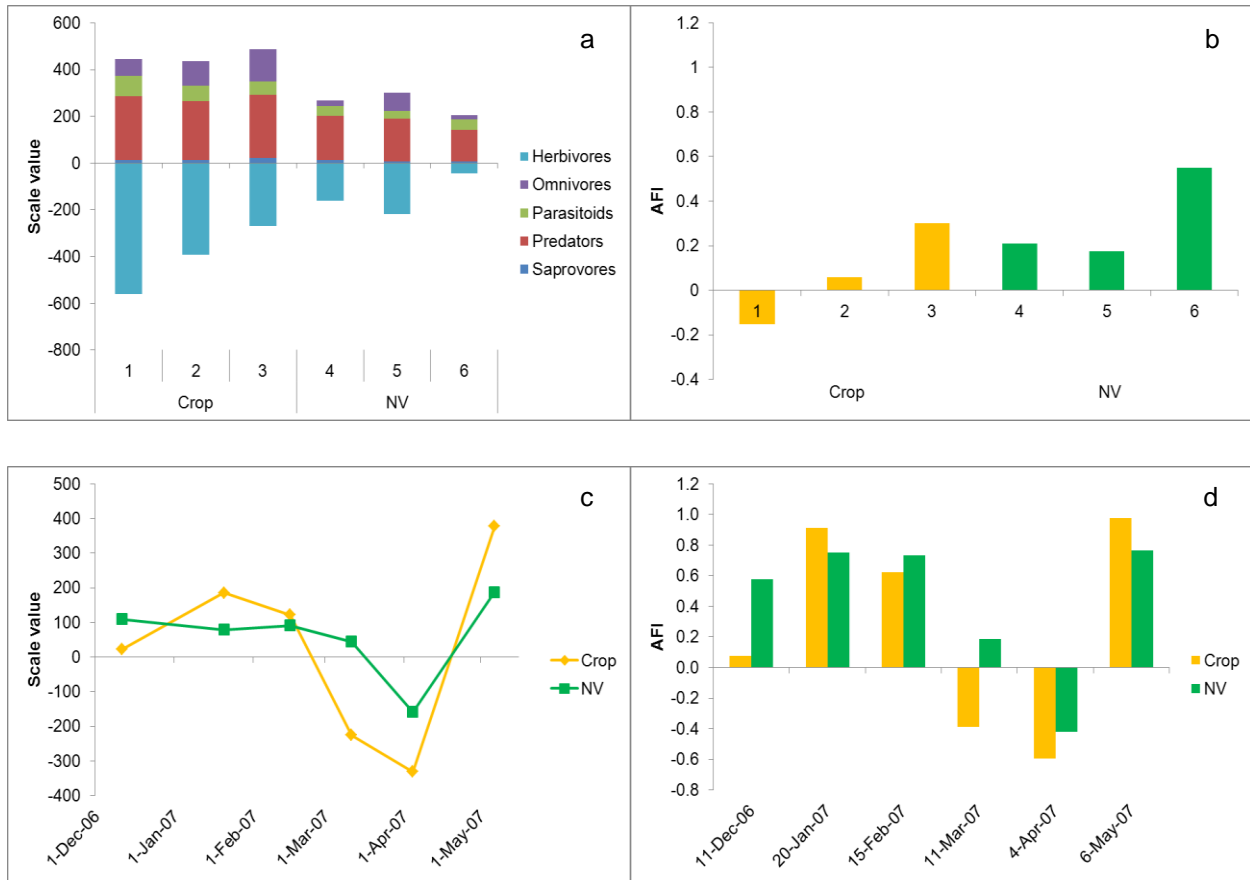 a
600
400
200
0
-200
-400
-600
-800
Scale value
1 2 3 4 5 6
Crop NV
Herbivores
Omnivores
Parasitoids
Predators
Saprovores
b
1.2
1
0.8
0.6
0.4
0.2
0
-0.2
-0.4
AFI
1 2 3 4 5 6
Crop NV
c
500
400
300
200
100
0
-100
-200
-300
-400
Scale value
1-Dec-06 1-Jan-07 1-Feb-07 1-Mar-07 1-Apr-07 1-May-07
Crop
NV
d
1.2
1.0
0.8
0.6
0.4
0.2
0.0
-0.2
-0.4
-0.6
-0.8
AFI
11-Dec-06 20-Jan-07 15-Feb-07 11-Mar-07 4-Apr-07 6-May-07
Crop
NV